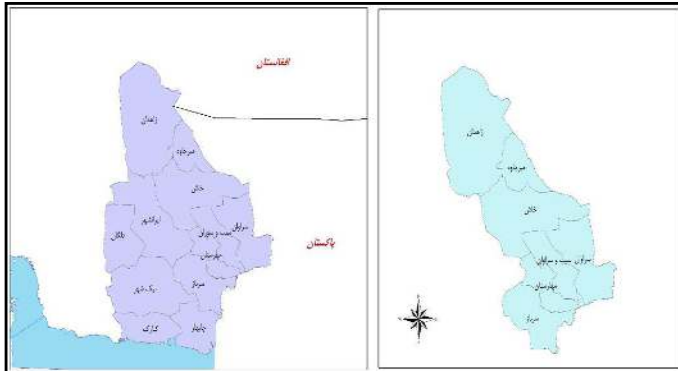 افغانستان
زاهدان
میرجاوه
خاش
ایرانشهر
سراوان
دلگان
سیب و سوران
پاکستان
مهرستان
سرباز
نیک شهر
چابهار
کنارک
زاهدان
میرجاوه
خاش
سیب و سراوان
سراوان
مهرستان
سرباز